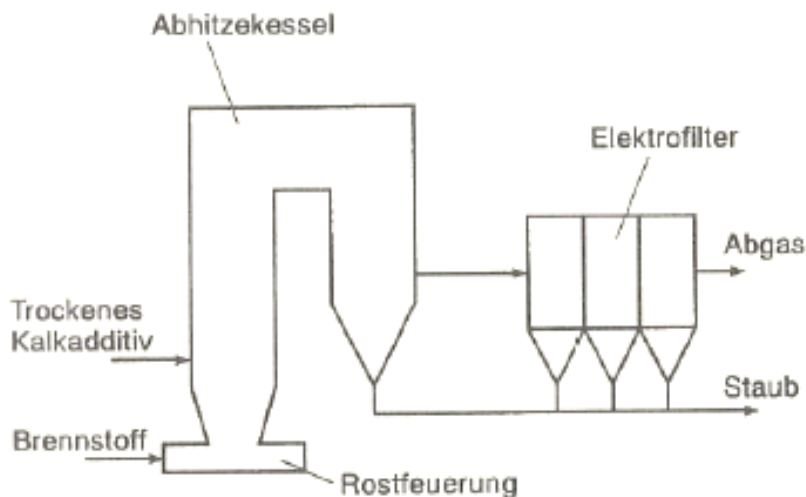 Abhitzekessel
Elektrofilter
Abgas
Trockenes
Kalkadditiv
Staub
Brennstoff
Rostfeuerung